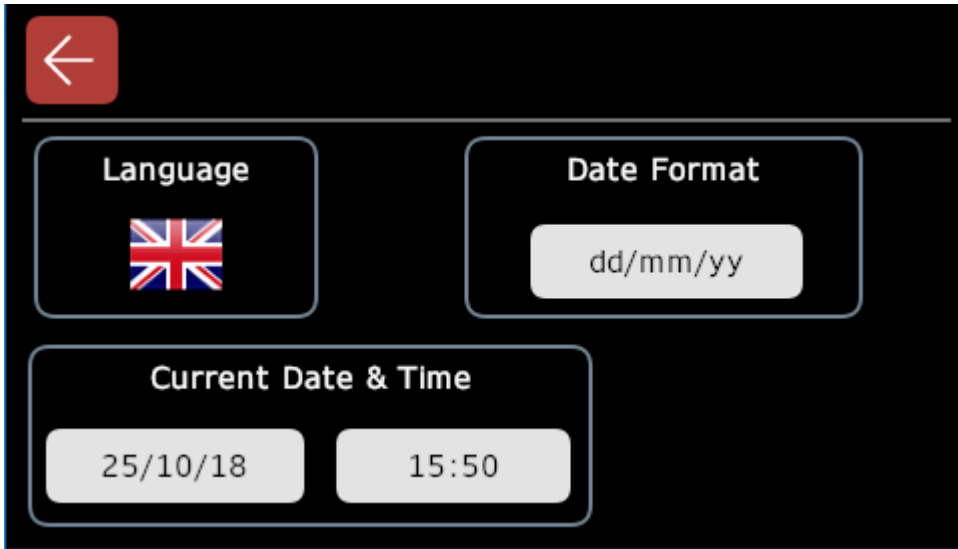 Language
Date Format
dd/mm/yy
Current Date & Time
25/10/18
15:50